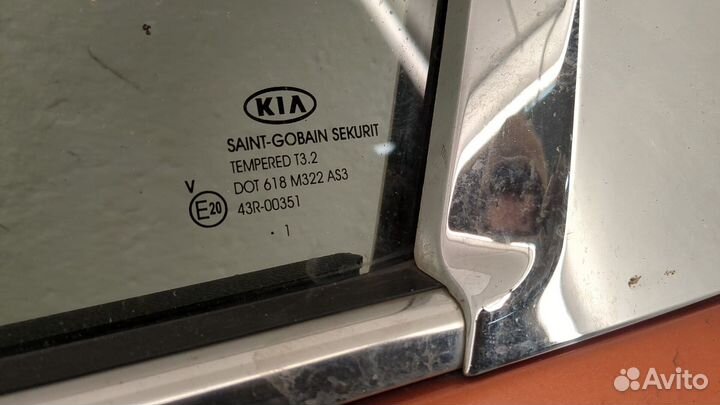 KIA
SAINT-GOBAIN SEKURIT
TEMPERED T3.2
DOT 618 M322 AS3
V
E20
43R-00351
· 1
Avito